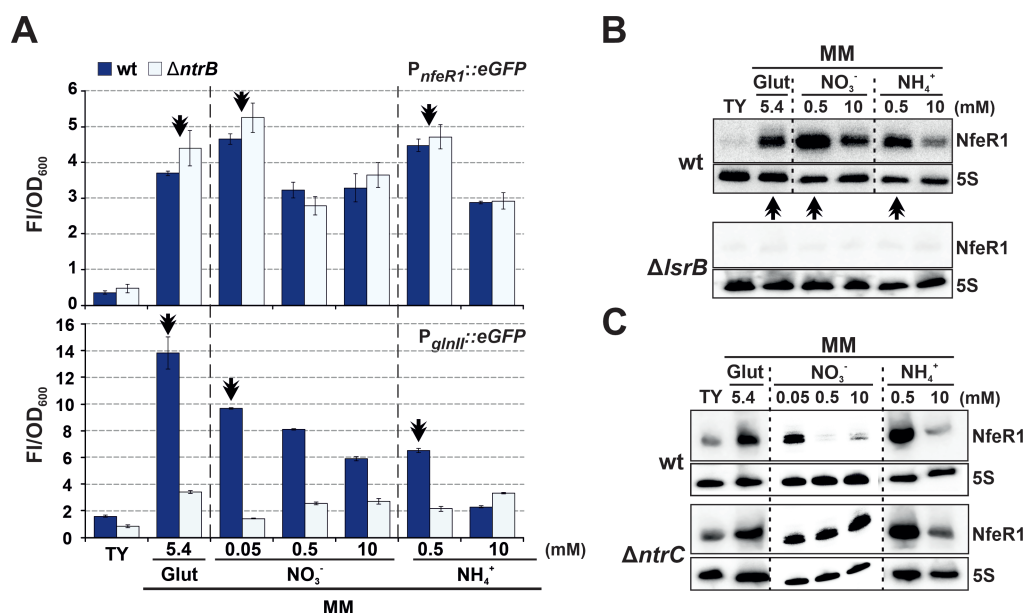 A
wt ΔntrB
PnfeR1::eGFP
FI/OD600
6
5
4
3
2
1
0
PglnII::eGFP
FI/OD600
16
14
12
10
8
6
4
2
0
TY 5.4 0.05 0.5 10 0.5 10 (mM)
Glut NO3- NH4+
MM
B
MM
Glut NO3- NH4+
TY 5.4 0.5 10 0.5 10 (mM)
wt NfeR1
5S
ΔlsrB NfeR1
5S
C
MM
Glut NO3- NH4+
TY 5.4 0.05 0.5 10 0.5 10 (mM)
wt NfeR1
5S
ΔntrC NfeR1
5S